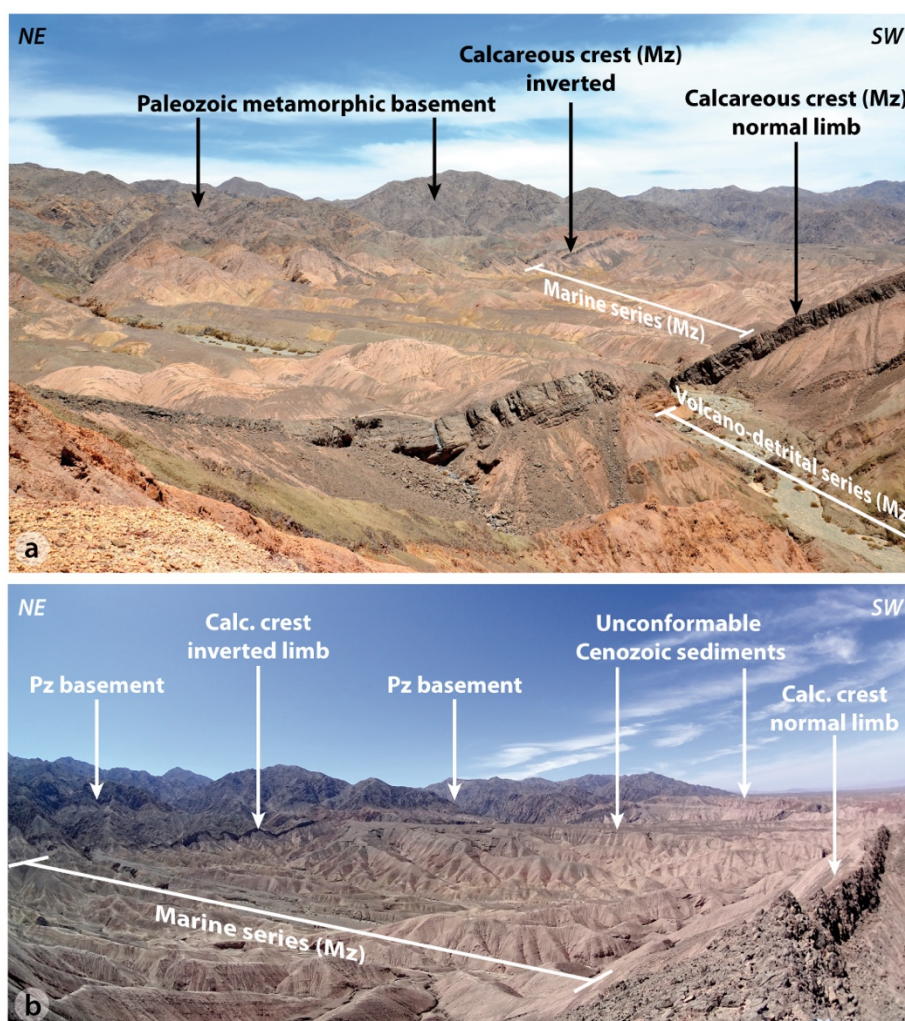 NE
SW
Calcareous crest (Mz)
inverted
Paleozoic metamorphic basement
Calcareous crest (Mz)
normal limb
Marine series (Mz)
Volcano-detrital series (Mz
a
NE
SW
Calc. crest
inverted limb
Unconformable
Cenozoic sediments
Pz basement
Pz basement
Calc. crest
normal limb
Marine series (Mz)
b